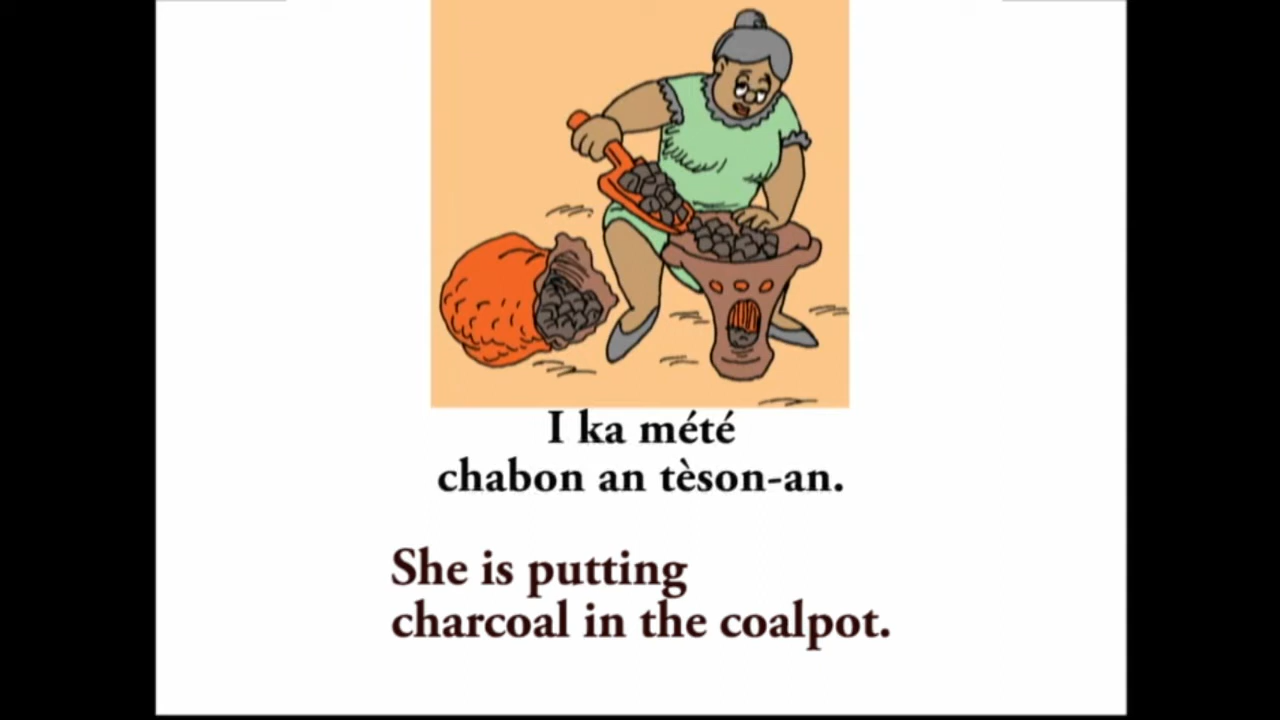 I ka mété
chabon an tèson-an.
She is putting
charcoal in the coalpot.